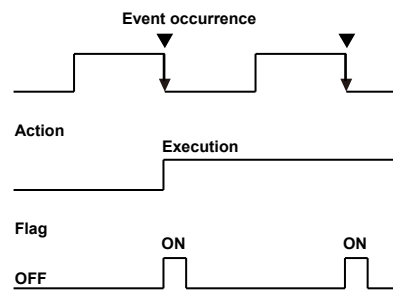 Event occurrence
Action
Execution
Flag
ON ON
OFF